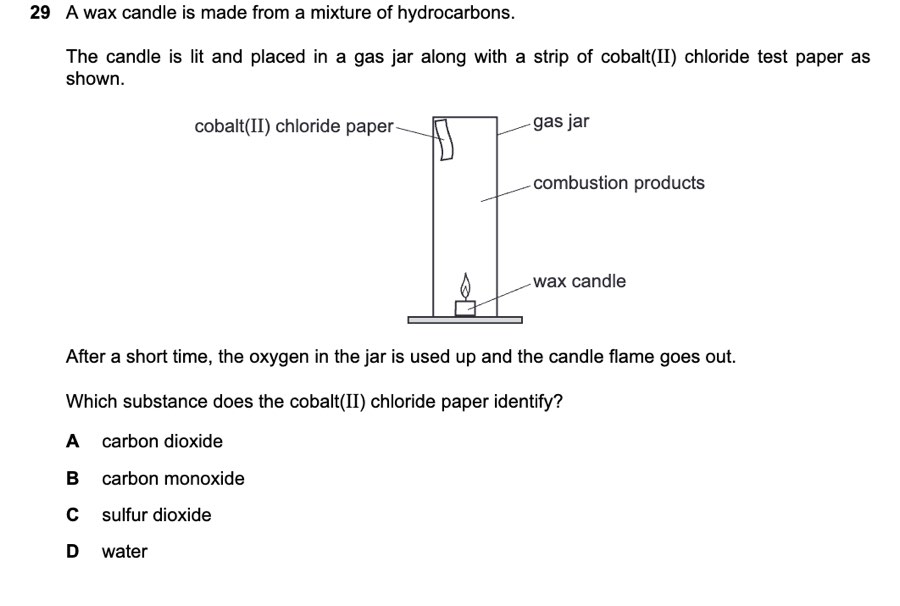 29 A wax candle is made from a mixture of hydrocarbons.
The candle is lit and placed in a gas jar along with a strip of cobalt(II) chloride test paper as
shown.
cobalt(II) chloride paper
gas jar
combustion products
wax candle
After a short time, the oxygen in the jar is used up and the candle flame goes out.
Which substance does the cobalt(II) chloride paper identify?
A carbon dioxide
B carbon monoxide
C sulfur dioxide
D water